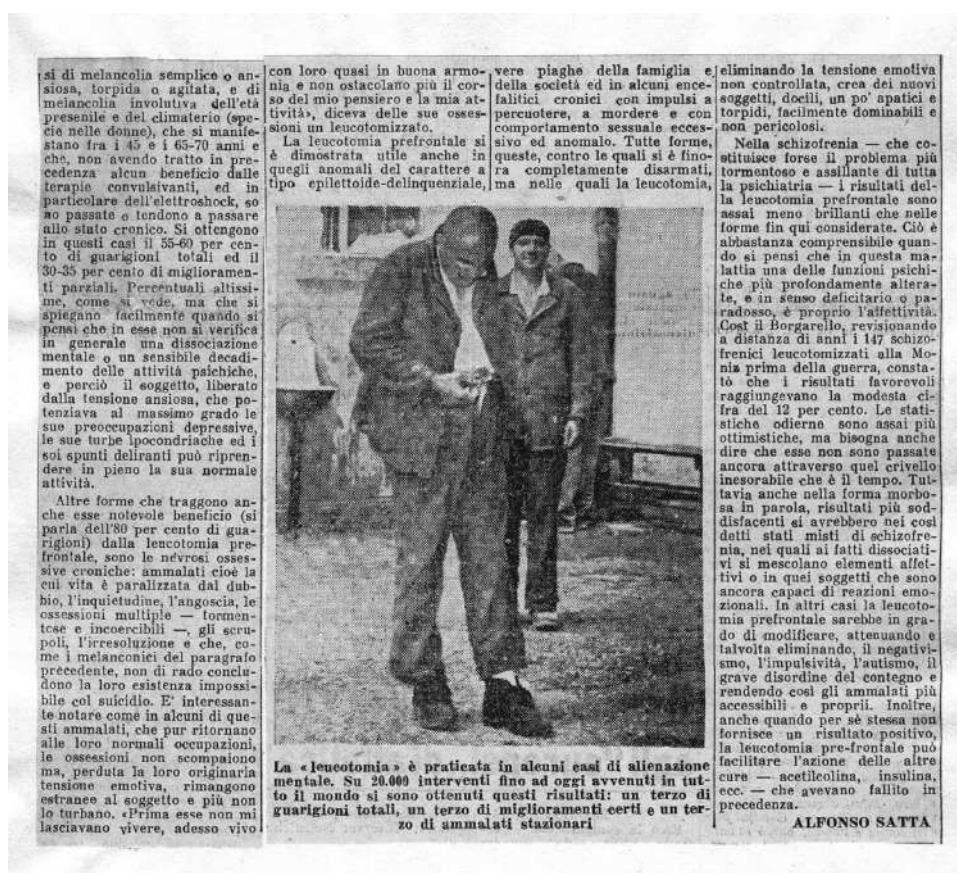 si di melancolia semplice o an-
siosa, torpida o agitata, e di
melancolia involutiva dell'età
presenile e del climaterio (spe-
cie nelle donne), che si manife-
stano fra i 45 e i 65-70 anni e
che, non avendo tratto in pre-
cedenza alcun beneficio dalle
terapie convulsivanti, ed in
particolare dell'elettroshock, so
no passate o tendono a passare
allo stato cronico. Si ottengono
in questi casi il 55-60 per cen-
to di guarigioni totali ed il
30-35 per cento di miglioramen-
ti parziali. Percentuali altissi-
me, come si vede, ma che si
spiegano facilmente quando si
pensi che in esse non si verifica
in generale una dissociazione
mentale o un sensibile decadi-
mento delle attività psichiche,
e perciò il soggetto, liberato
dalla tensione ansiosa, che po-
tenziava al massimo grado le
sue preoccupazioni depressive,
le sue turbe ipocondriache ed i
soi spunti deliranti può ripren-
dere in pieno la sua normale
attività.
Altre forme che traggono an-
che esse notevole beneficio (si
parla dell'80 per cento di gua-
rigioni) dalla leucotomia pre-
frontale, sono le nevrosi osses-
sive croniche: ammalati cioè la
cui vita è paralizzata dal dub-
bio, l'inquietudine, l'angoscia, le
ossessioni multiple — tormen-
tose e incoercibili —, gli scru-
poli, l'irresoluzione e che, co-
me i melanconici del paragrafo
precedente, non di rado conclu-
dono la loro esistenza impossi-
bile col suicidio. E' interessan-
te notare come in alcuni di que-
sti ammalati, che pur ritornano
alle loro normali occupazioni,
le ossessioni non scompaiono
ma, perduta la loro originaria
tensione emotiva, rimangono
estranee al soggetto e più non
lo turbano. «Prima esse non mi
lasciavano vivere, adesso vivo
con loro quasi in buona armo-
nia e non ostacolano più il cor-
so del mio pensiero e la mia at-
tività», diceva delle sue osses-
sioni un leucotomizzato.
La leucotomia prefrontale si
è dimostrata utile anche in
quegli anomali del carattere a
tipo epilettoide-delinquenziale,
vere piaghe della famiglia e
della società ed in alcuni ence-
falitici cronici con impulsi a
percuotere, a mordere e con
comportamento sessuale ecces-
sivo ed anomalo. Tutte forme,
queste, contro le quali si è fino-
ra completamente disarmati,
ma nelle quali la leucotomia,
La «leucotomia» è praticata in alcuni casi di alienazione
mentale. Su 20.000 interventi fino ad oggi avvenuti in tut-
to il mondo si sono ottenuti questi risultati: un terzo di
guarigioni totali, un terzo di miglioramenti certi e un ter-
zo di ammalati stazionari
eliminando la tensione emotiva
non controllata, crea dei nuovi
soggetti, docili, un po' apatici e
torpidi, facilmente dominabili e
non pericolosi.
Nella schizofrenia — che co-
stituisce forse il problema più
tormentoso e assillante di tutta
la psichiatria — i risultati del-
la leucotomia prefrontale sono
assai meno brillanti che nelle
forme fin qui considerate. Ciò è
abbastanza comprensibile quan-
do si pensi che in questa ma-
lattia una delle funzioni psichi-
che più profondamente altera-
te, e in senso deficitario o pa-
radosso, è proprio l'affettività.
Così il Borgarello, revisionando
a distanza di anni i 147 schizo-
frenici leucotomizzati alla Mo-
niz prima della guerra, consta-
tò che i risultati favorevoli
raggiungevano la modesta ci-
fra del 12 per cento. Le stati-
stiche odierne sono assai più
ottimistiche, ma bisogna anche
dire che esse non sono passate
ancora attraverso quel crivello
inesorabile che è il tempo. Tut-
tavia anche nella forma morbo-
sa in parola, risultati più sod-
disfacenti si avrebbero nei così
detti stati misti di schizofre-
nia, nei quali ai fatti dissociati-
vi si mescolano elementi affet-
tivi o in quei soggetti che sono
ancora capaci di reazioni emo-
zionali. In altri casi la leucoto-
mia prefrontale sarebbe in gra-
do di modificare, attenuando e
talvolta eliminando, il negativi-
smo, l'impulsività, l'autismo, il
grave disordine del contegno e
rendendo così gli ammalati più
accessibili e proprii. Inoltre,
anche quando per sè stessa non
fornisce un risultato positivo,
la leucotomia pre-frontale può
facilitare l'azione delle altre
cure — acetilcolina, insulina,
ecc. — che avevano fallito in
precedenza.
ALFONSO SATTA